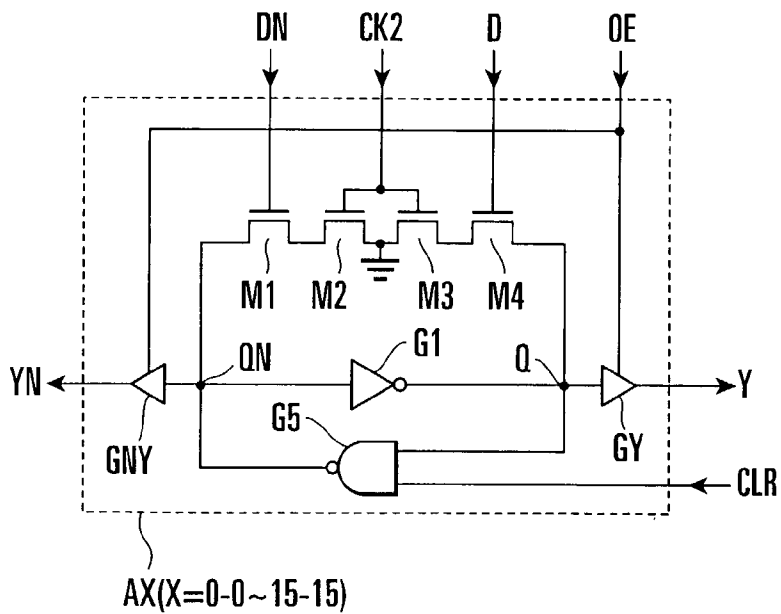 DN CK2 D OE
M1 M2 M3 M4
G1
YN QN Q Y
G5
GNY GY
CLR
AX(X=0-0~15-15)